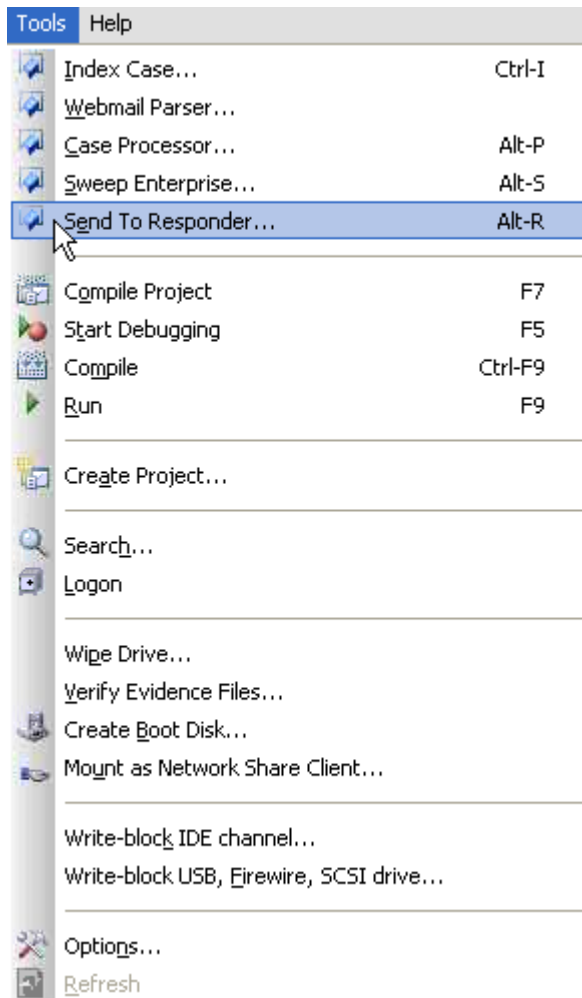 Tools Help
Index Case... Ctrl-I
Webmail Parser...
Case Processor... Alt-P
Sweep Enterprise... Alt-S
Send To Responder... Alt-R
Compile Project F7
Start Debugging F5
Compile Ctrl-F9
Run F9
Create Project...
Search...
Logon
Wipe Drive...
Verify Evidence Files...
Create Boot Disk...
Mount as Network Share Client...
Write-block IDE channel...
Write-block USB, Firewire, SCSI drive...
Options...
Refresh